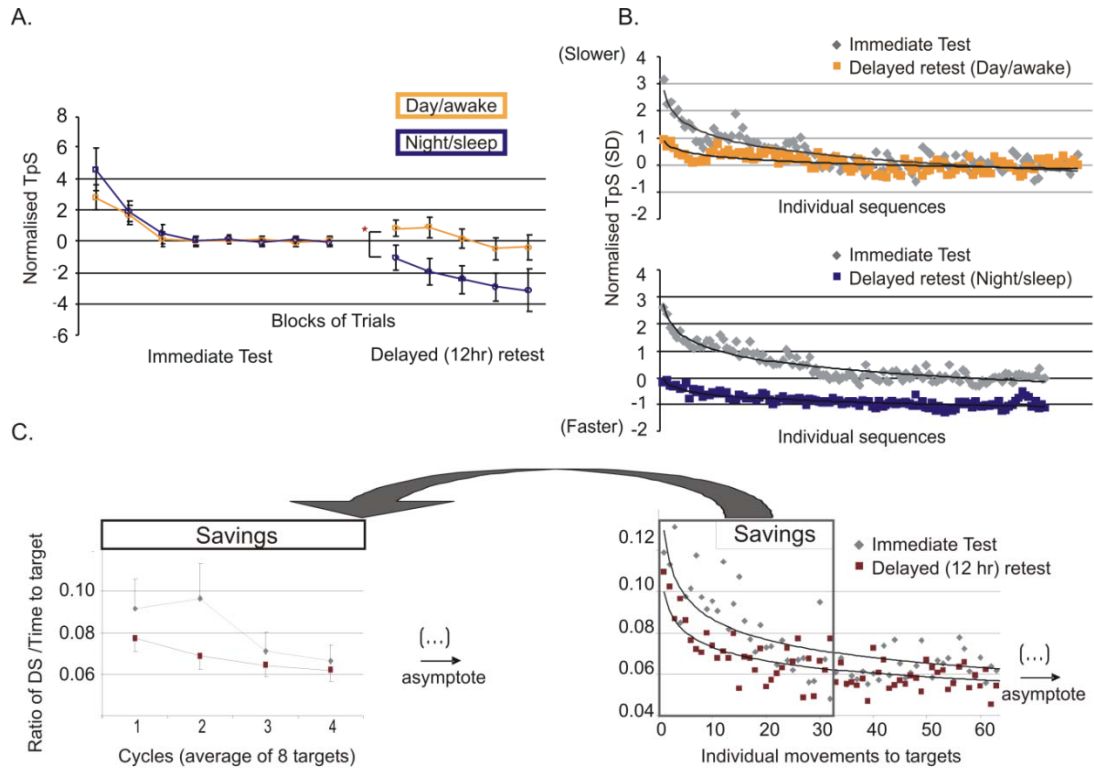 A.
Day/awake
Night/sleep
Normalised TpS
8
6
4
2
0
-2
-4
-6
*
Blocks of Trials
Immediate Test
Delayed (12hr) retest
B.
(Slower)
Immediate Test
Delayed retest (Day/awake)
4
3
2
1
0
-1
-2
Individual sequences
Normalised TpS (SD)
Immediate Test
Delayed retest (Night/sleep)
4
3
2
1
0
-1
-2
(Faster)
Individual sequences
C.
Savings
Ratio of DS /Time to target
0.10
0.08
0.06
1 2 3 4
Cycles (average of 8 targets)
(...)
asymptote
Savings
Immediate Test
Delayed (12 hr) retest
0.12
0.10
0.08
0.06
0.04
0 10 20 30 40 50 60
Individual movements to targets
(...)
asymptote